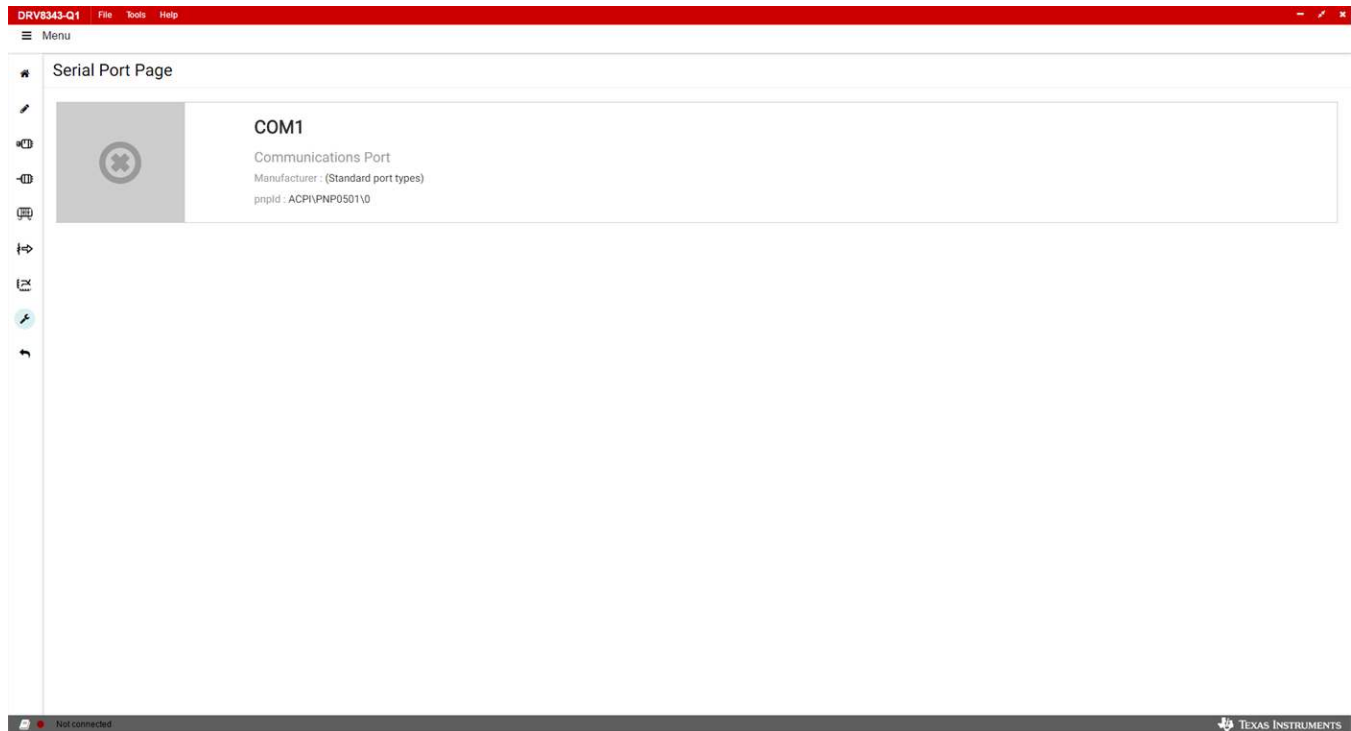 DRV8343-Q1 File Tools Help
Menu
Serial Port Page
COM1
Communications Port
Manufacturer : (Standard port types)
pnpId : ACPI\PNP0501\0
Not connected
TEXAS INSTRUMENTS